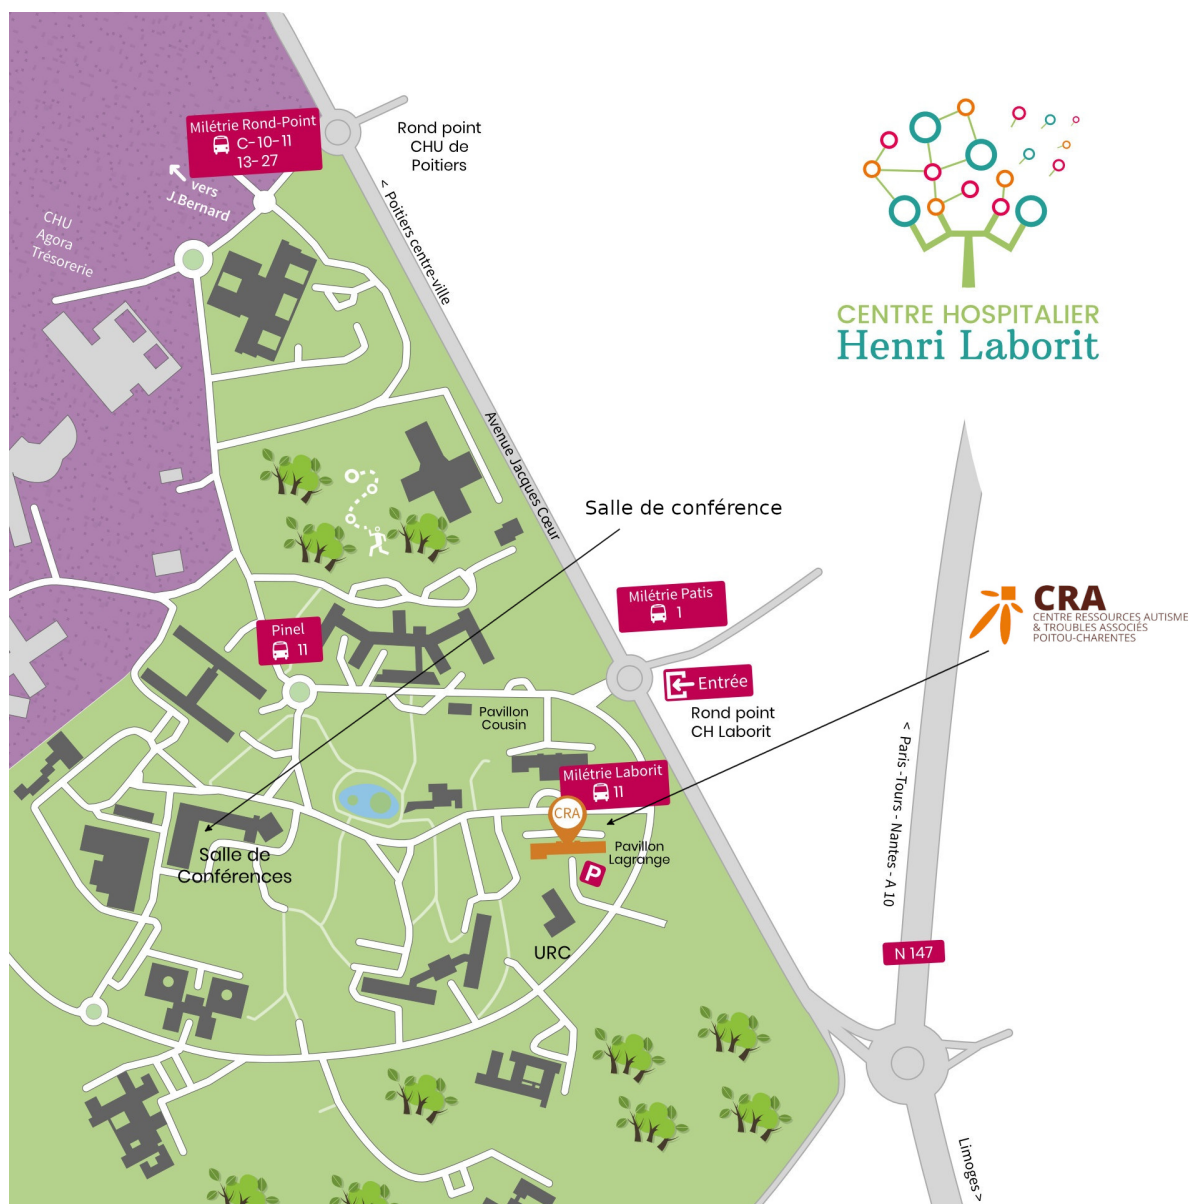 Milétrie Rond-Point
C-10-11
13-27
Rond point
CHU de
Poitiers
vers
J.Bernard
< Poitiers centre-ville
CHU
Agora
Trésorerie
CENTRE HOSPITALIER
Henri Laborit
Avenue Jacques Cœur
Salle de conférence
Milétrie Patis
1
CRA
CENTRE RESSOURCES AUTISME
& TROUBLES ASSOCIÉS
POITOU-CHARENTES
Pinel
11
Entrée
Rond point
CH Laborit
Pavillon
Cousin
< Paris -Tours - Nantes - A 10
Milétrie Laborit
11
CRA
Pavillon
Lagrange
P
Salle de
Conférences
URC
N 147
Limoges >